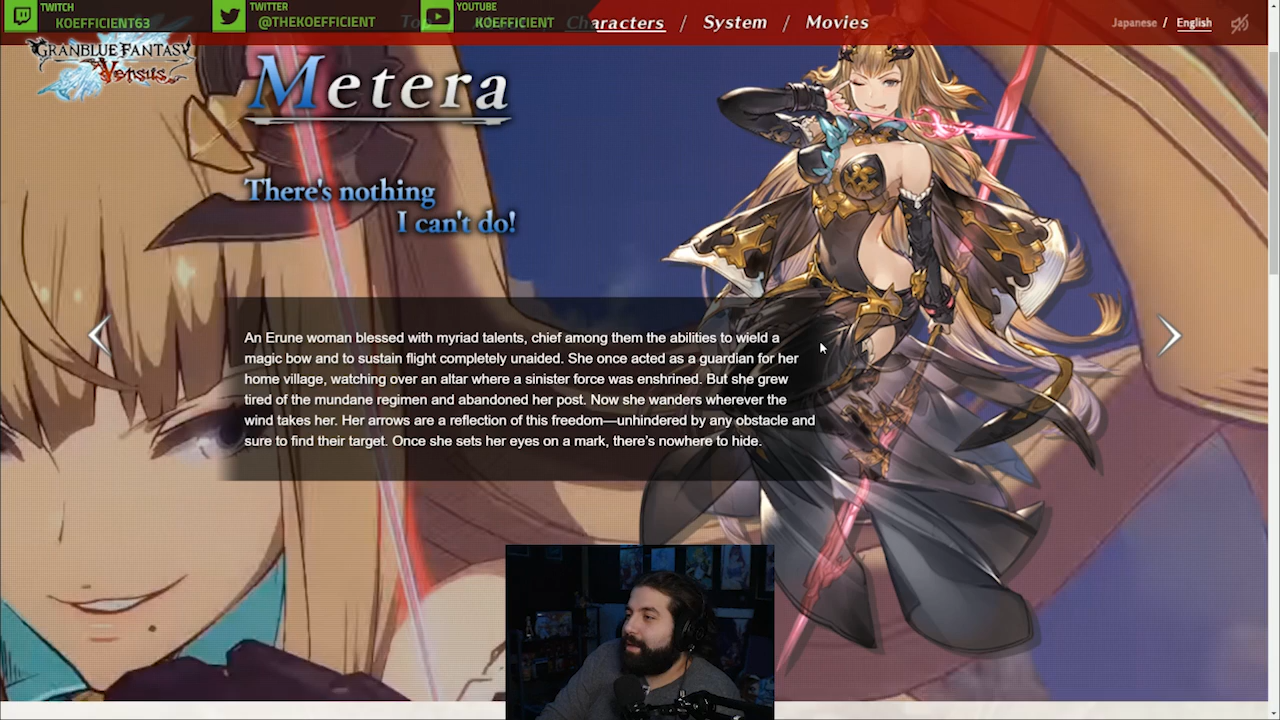 TWITCH
KOEFFICIENT63
TWITTER
@THEKOEFFICIENT
YOUTUBE
KOEFFICIENT
Top
Characters / System / Movies
Japanese / English
GRANBLUE FANTASY
Versus
Metera
There's nothing
I can't do!
An Erune woman blessed with myriad talents, chief among them the abilities to wield a
magic bow and to sustain flight completely unaided. She once acted as a guardian for her
home village, watching over an altar where a sinister force was enshrined. But she grew
tired of the mundane regimen and abandoned her post. Now she wanders wherever the
wind takes her. Her arrows are a reflection of this freedom—unhindered by any obstacle and
sure to find their target. Once she sets her eyes on a mark, there's nowhere to hide.